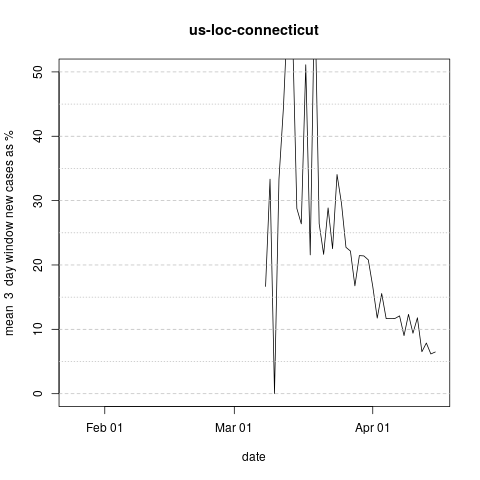 us-loc-connecticut
mean 3 day window new cases as %
50
40
30
20
10
0
Feb 01
Mar 01
Apr 01
date